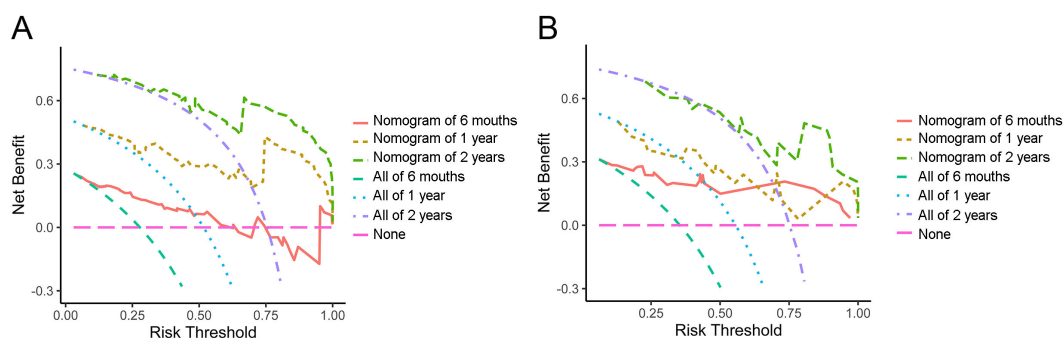 A
Net Benefit
0.6
0.3
0.0
-0.3
0.00 0.25 0.50 0.75 1.00
Risk Threshold
Nomogram of 6 mouths
Nomogram of 1 year
Nomogram of 2 years
All of 6 mouths
All of 1 year
All of 2 years
None
B
Net Benefit
0.6
0.3
0.0
-0.3
0.25 0.50 0.75 1.00
Risk Threshold
Nomogram of 6 mouths
Nomogram of 1 year
Nomogram of 2 years
All of 6 mouths
All of 1 year
All of 2 years
None